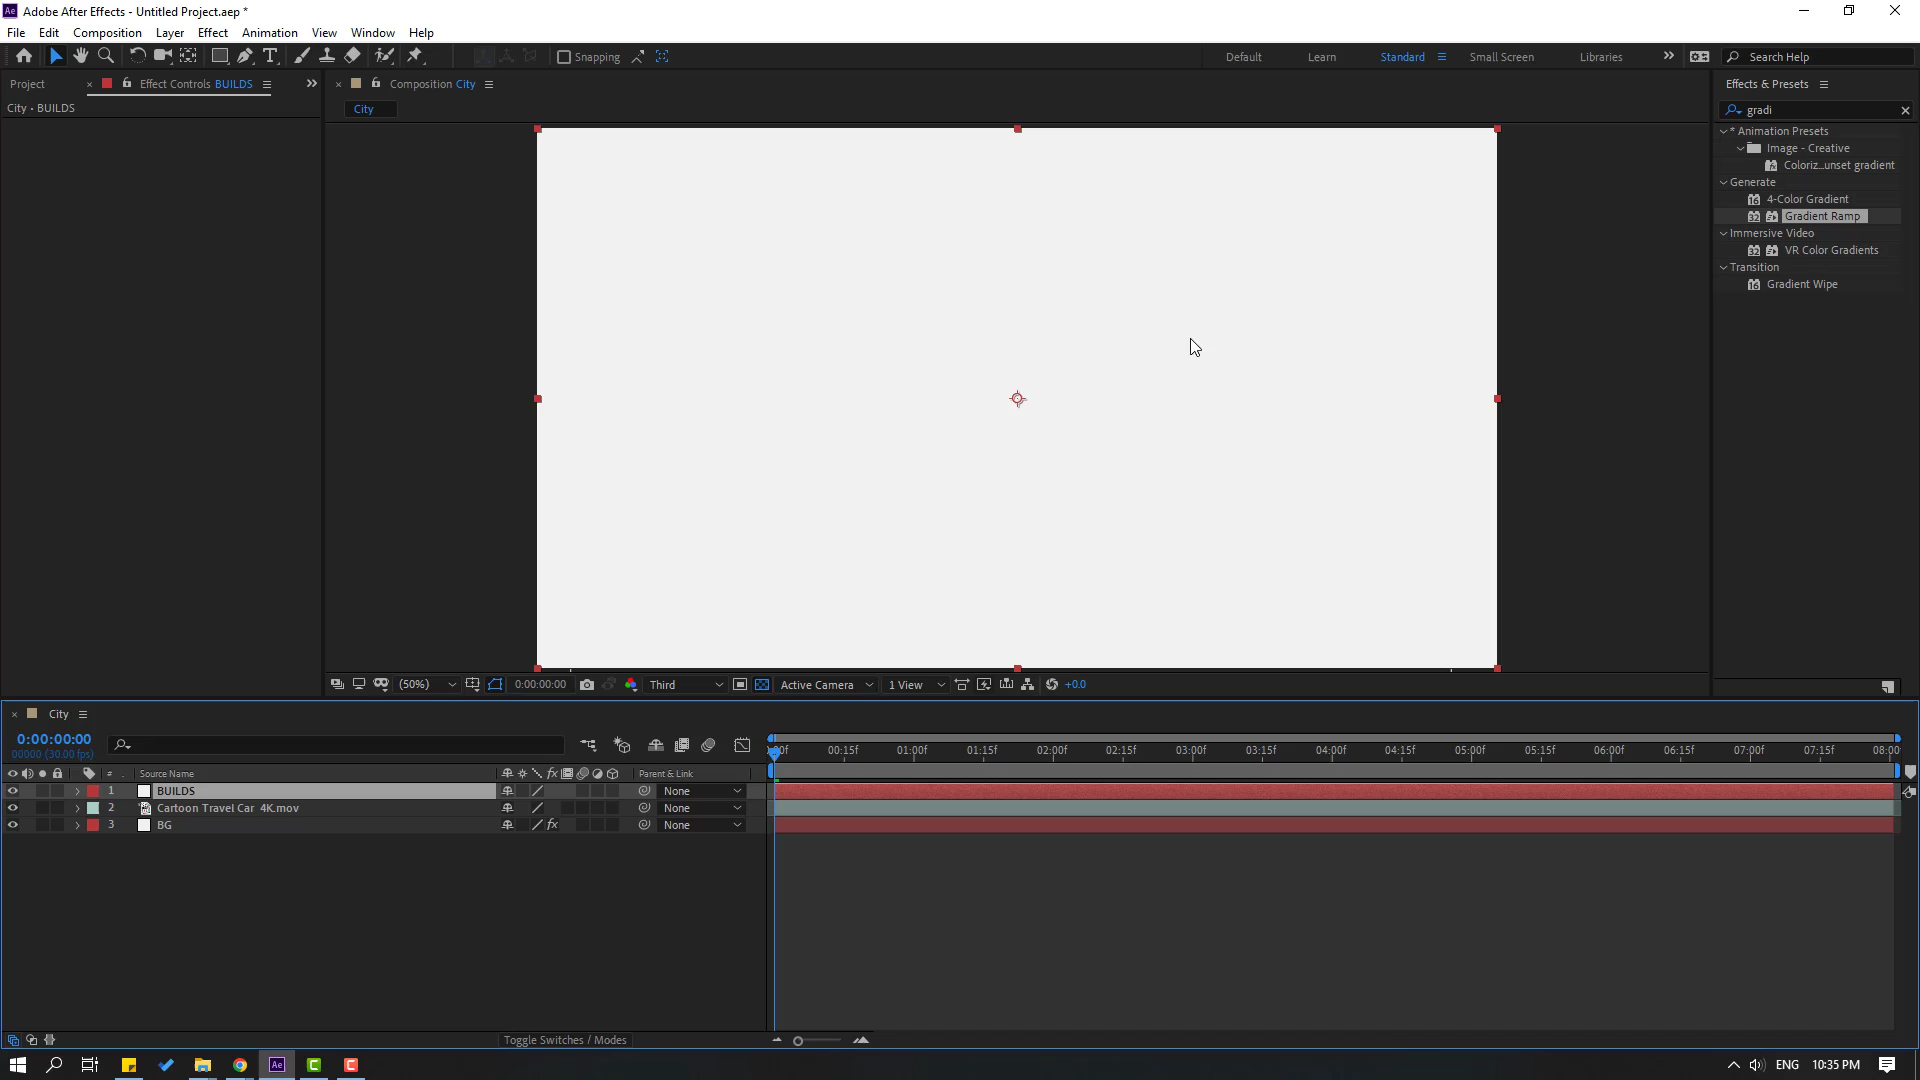 Ae Adobe After Effects - Untitled Project.aep *
File Edit Composition Layer Effect Animation View Window Help
Snapping Default Learn Standard Small Screen Libraries Search Help
Project Effect Controls BUILDS
City • BUILDS
Composition City
City
Effects & Presets
gradi
* Animation Presets
Image - Creative
Coloriz...unset gradient
Generate
4-Color Gradient
Gradient Ramp
Immersive Video
VR Color Gradients
Transition
Gradient Wipe
(50%) 0:00:00:00 Third Active Camera 1 View +0.0
City
0:00:00:00
00000 (30.00 fps)
:00f 00:15f 01:00f 01:15f 02:00f 02:15f 03:00f 03:15f 04:00f 04:15f 05:00f 05:15f 06:00f 06:15f 07:00f 07:15f 08:00
# Source Name fx Parent & Link
1 BUILDS None
2 Cartoon Travel Car 4K.mov None
3 BG fx None
Toggle Switches / Modes
Ae ENG 10:35 PM